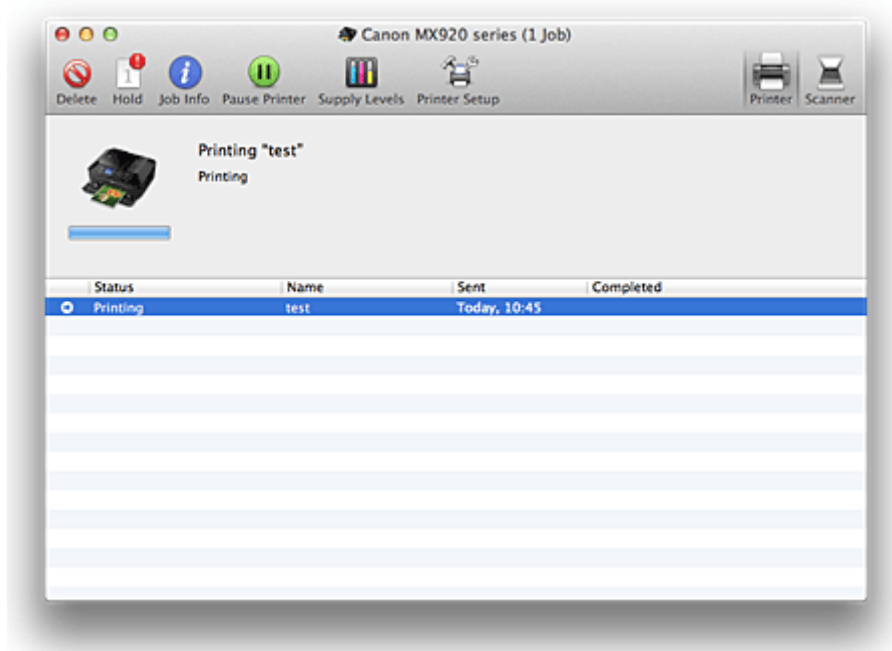 Canon MX920 series (1 Job)
1
Delete Hold Job Info Pause Printer Supply Levels Printer Setup Printer Scanner
Printing "test"
Printing
Status Name Sent Completed
Printing test Today, 10:45